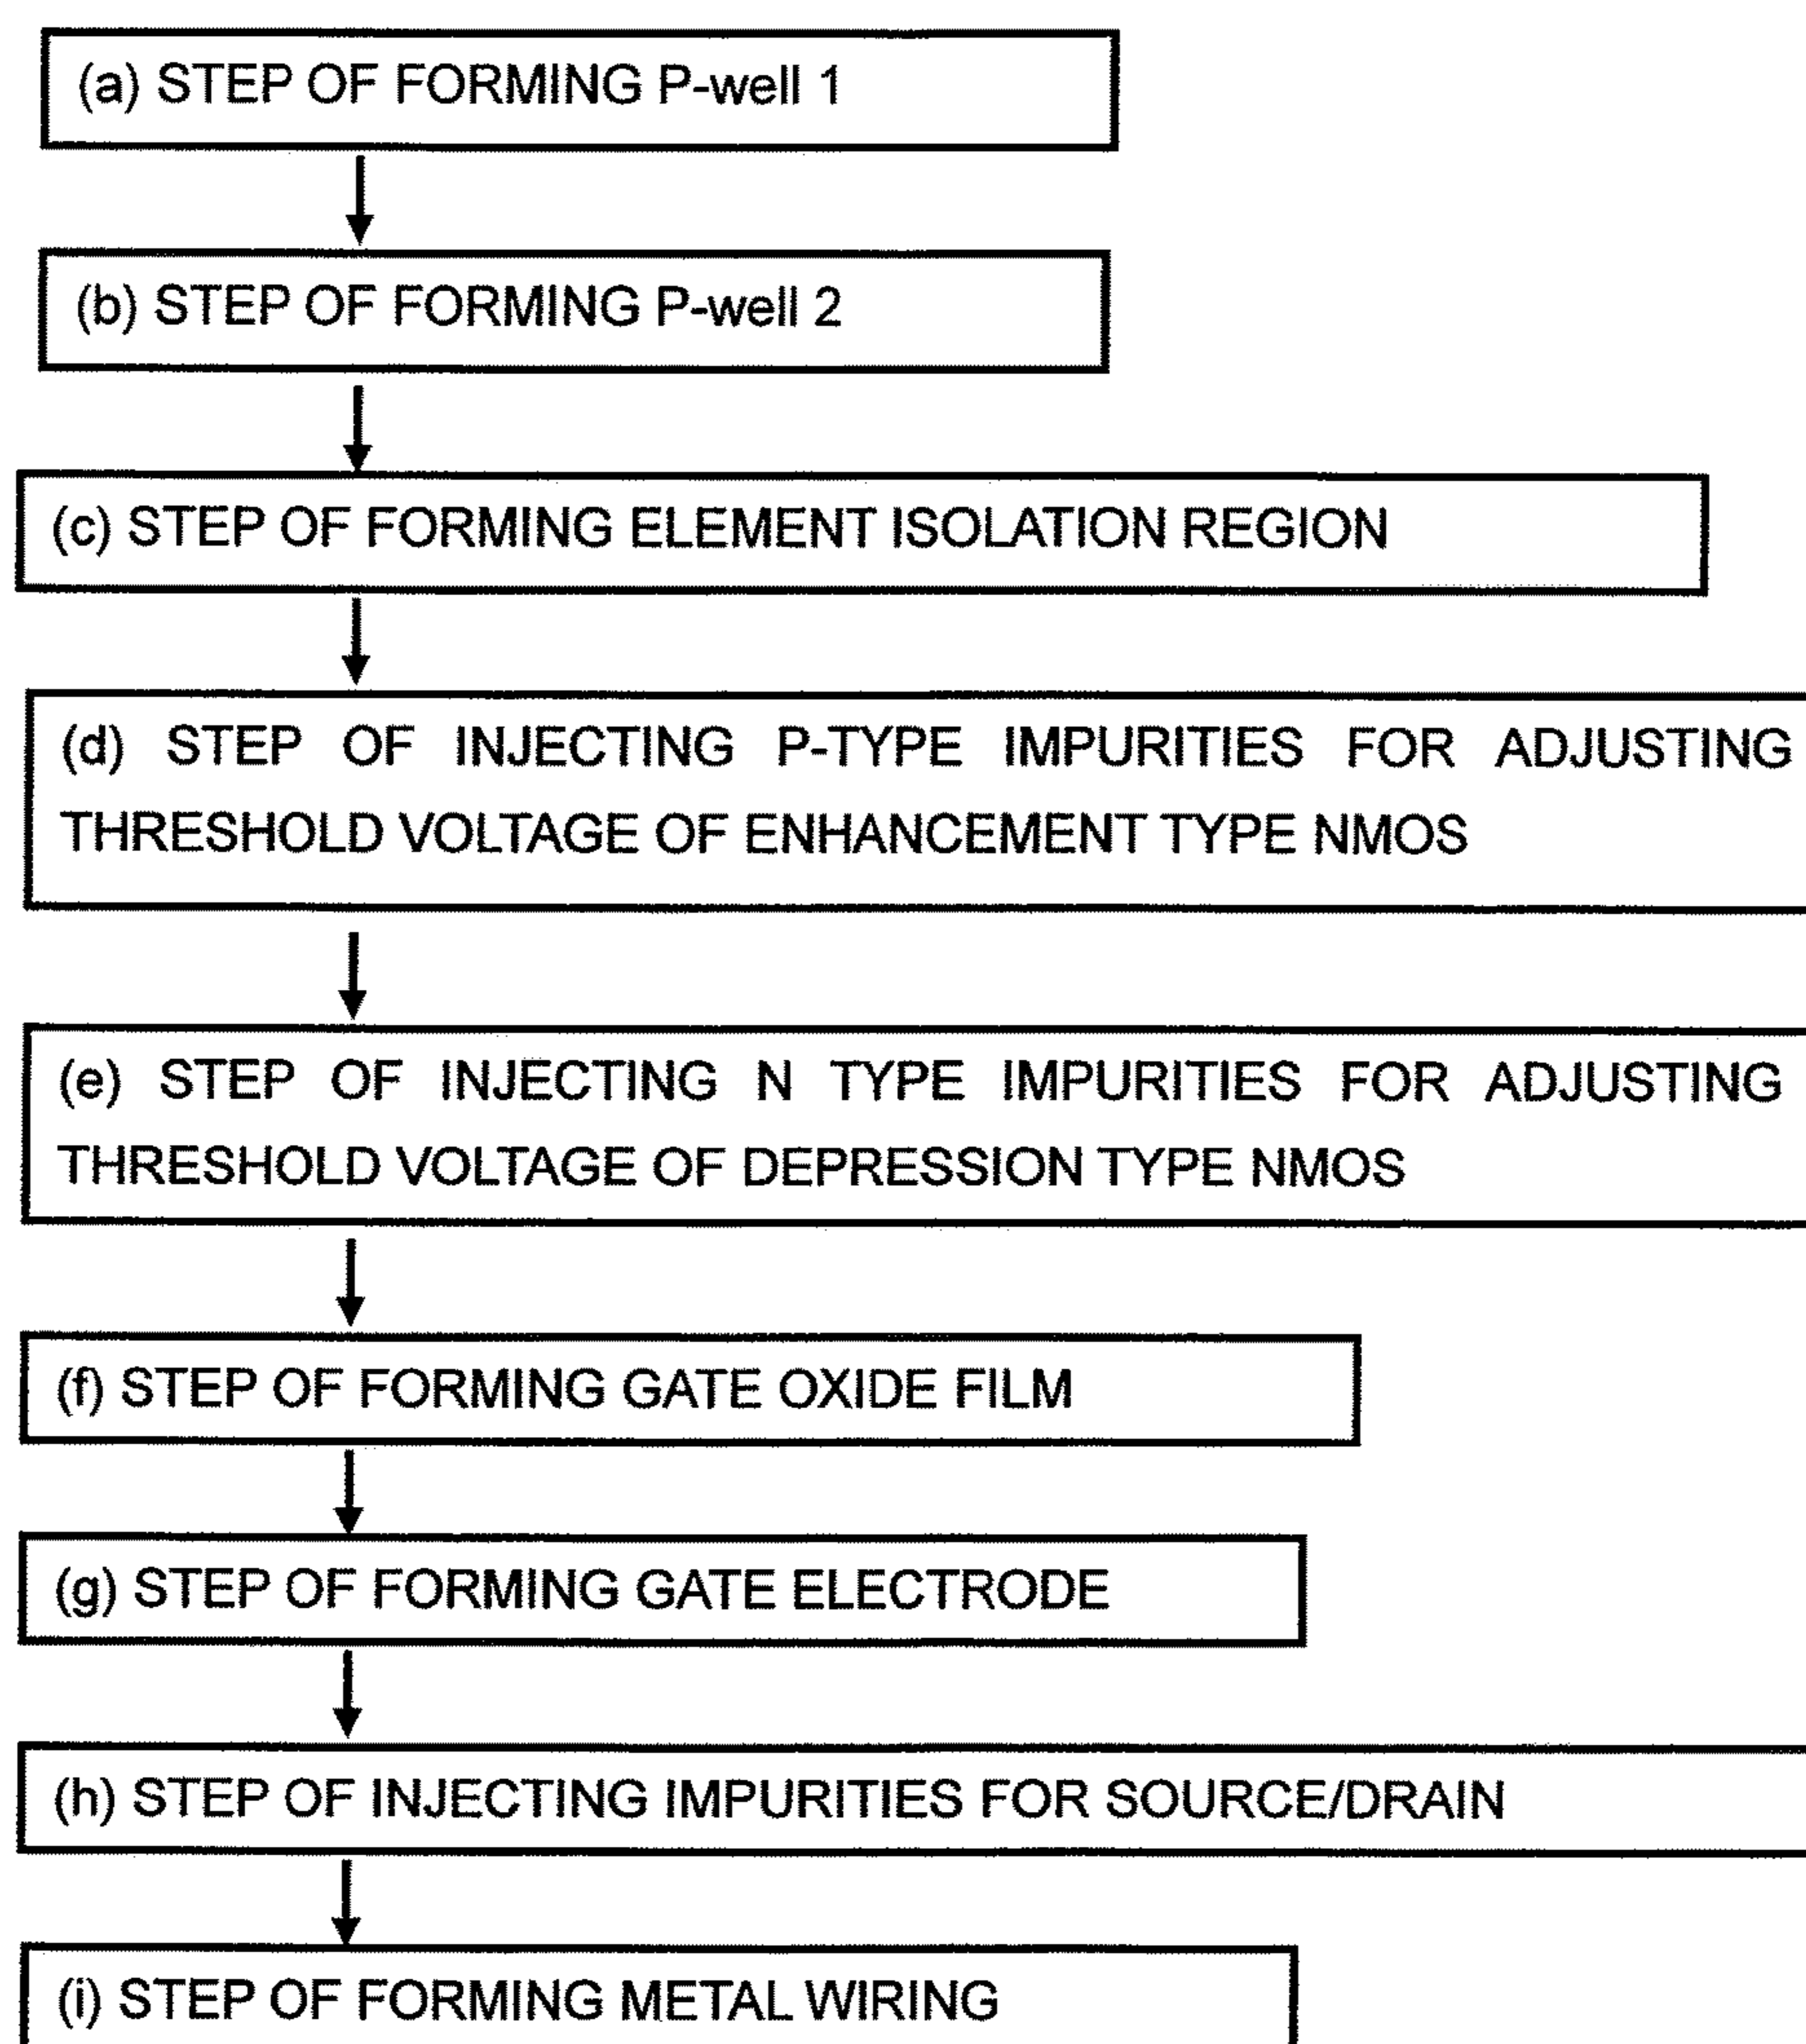 (a) STEP OF FORMING P-well 1
(b) STEP OF FORMING P-well 2
(c) STEP OF FORMING ELEMENT ISOLATION REGION
(d) STEP OF INJECTING P-TYPE IMPURITIES FOR ADJUSTING
THRESHOLD VOLTAGE OF ENHANCEMENT TYPE NMOS
(e) STEP OF INJECTING N TYPE IMPURITIES FOR ADJUSTING
THRESHOLD VOLTAGE OF DEPRESSION TYPE NMOS
(f) STEP OF FORMING GATE OXIDE FILM
(g) STEP OF FORMING GATE ELECTRODE
(h) STEP OF INJECTING IMPURITIES FOR SOURCE/DRAIN
(i) STEP OF FORMING METAL WIRING